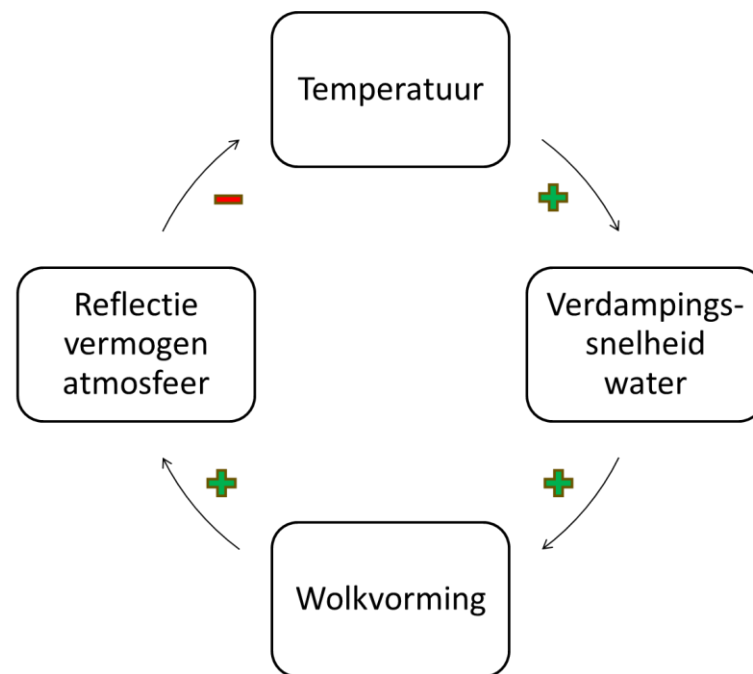 Temperatuur
Verdampings-
snelheid
water
Wolkvorming
Reflectie
vermogen
atmosfeer